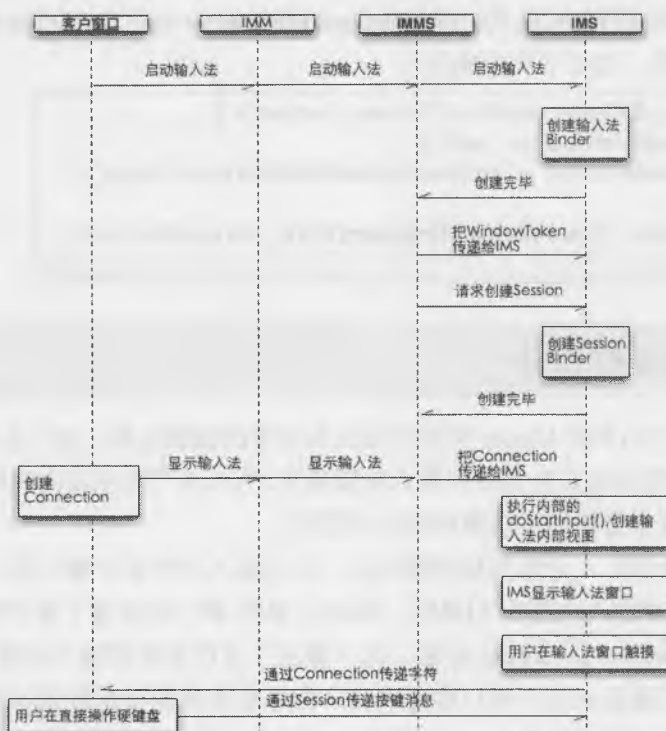 客户窗口
IMM
IMMS
IMS
启动输入法
启动输入法
启动输入法
创建输入法
Binder
创建完毕
把WindowToken
传递给IMS
请求创建Session
创建Session
Binder
创建完毕
创建
Connection
显示输入法
显示输入法
把Connection
传递给IMS
执行内部的
doStartInput(),创建输
入法内部视图
IMS显示输入法窗口
用户在输入法窗口触摸
通过Connection传递字符
通过Session传递按键消息
用户在直接操作硬键盘